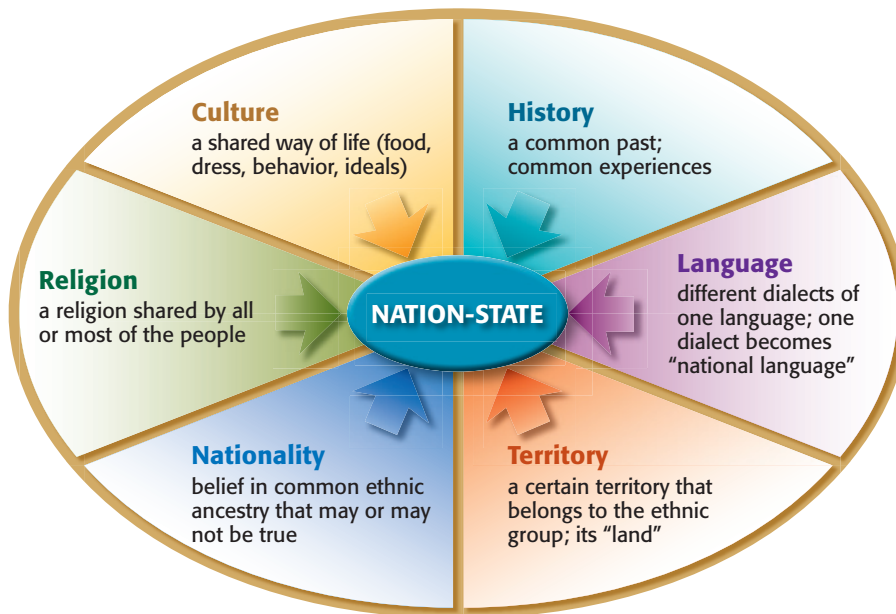 Culture
a shared way of life (food,
dress, behavior, ideals)
History
a common past;
common experiences
Religion
a religion shared by all
or most of the people
NATION-STATE
Language
different dialects of
one language; one
dialect becomes
“national language”
Nationality
belief in common ethnic
ancestry that may or may
not be true
Territory
a certain territory that
belongs to the ethnic
group; its “land”